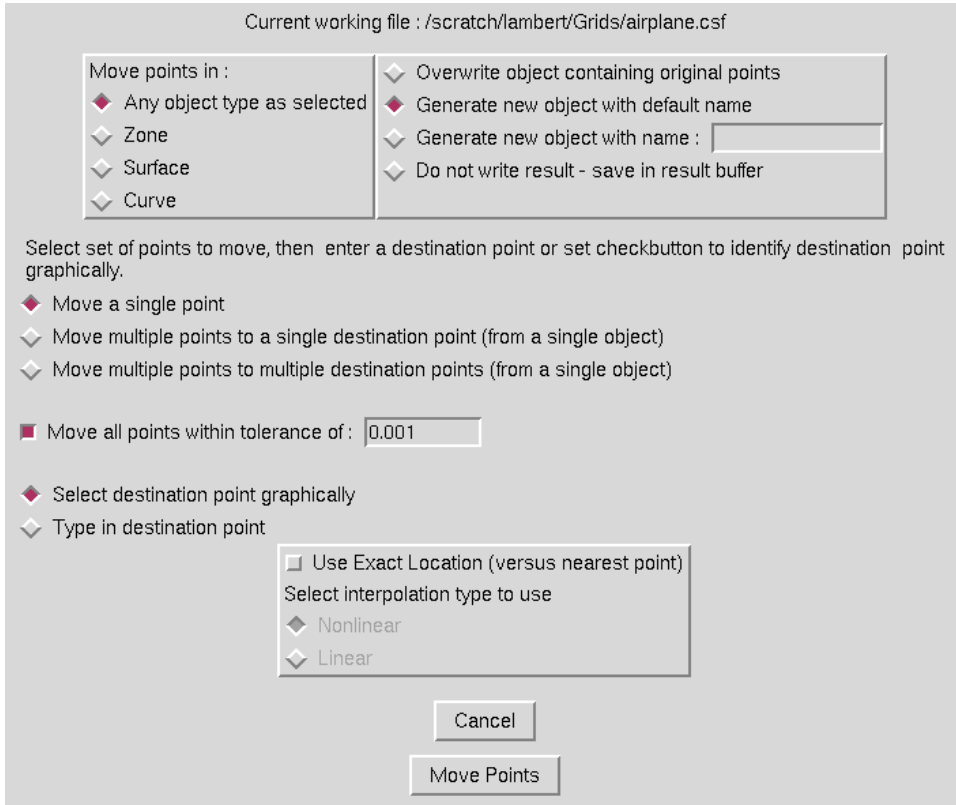 Current working file : /scratch/lambert/Grids/airplane.csf
Move points in :
Any object type as selected
Zone
Surface
Curve
Overwrite object containing original points
Generate new object with default name
Generate new object with name :
Do not write result - save in result buffer
Select set of points to move, then enter a destination point or set checkbutton to identify destination point
graphically.
Move a single point
Move multiple points to a single destination point (from a single object)
Move multiple points to multiple destination points (from a single object)
Move all points within tolerance of : 0.001
Select destination point graphically
Type in destination point
Use Exact Location (versus nearest point)
Select interpolation type to use
Nonlinear
Linear
Cancel
Move Points